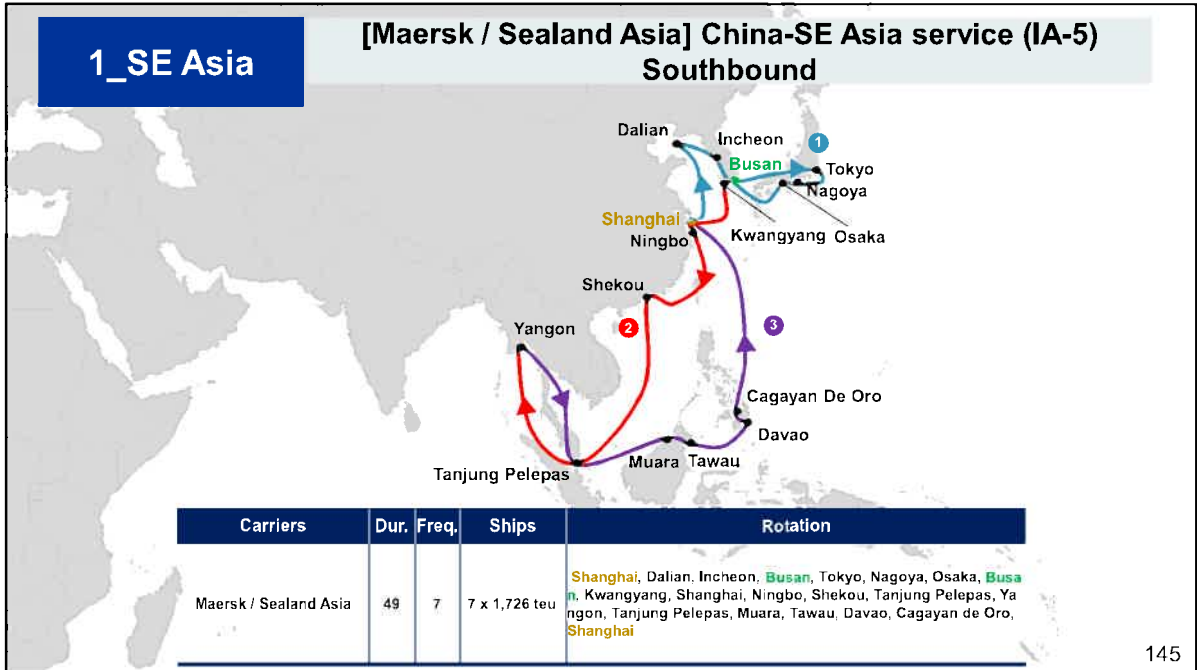 1_SE Asia
[Maersk / Sealand Asia] China-SE Asia service (IA-5)
Southbound
Dalian
Incheon
1
Busan
Tokyo
Nagoya
Shanghai
Kwangyang
Osaka
Ningbo
Shekou
2
3
Yangon
Cagayan De Oro
Davao
Muara
Tawau
Tanjung Pelepas
Carriers Dur. Freq. Ships Rotation
Maersk / Sealand Asia 49 7 7 x 1,726 teu
Shanghai, Dalian, Incheon, Busan, Tokyo, Nagoya, Osaka, Busa
n, Kwangyang, Shanghai, Ningbo, Shekou, Tanjung Pelepas, Ya
ngon, Tanjung Pelepas, Muara, Tawau, Davao, Cagayan de Oro,
Shanghai
145